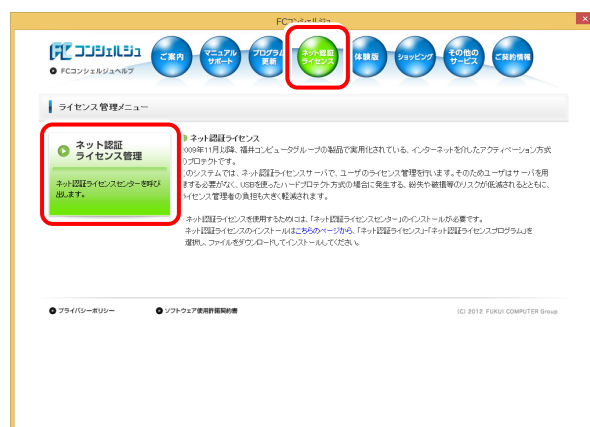 FCコンシェルジュ
×
FC コンシェルジュ
FCコンシェルジュヘルプ
ご案内
マニュアル
サポート
プログラム
更新
ネット認証
ライセンス
体験版
ショッピング
その他の
サービス
ご契約情報
ライセンス管理メニュー
ネット認証
ライセンス管理
ネット認証ライセンスセンターを呼び
出します。
ネット認証ライセンス
2009年11月以降、福井コンピュータグループの製品で実用化されている、インターネットを介したアクティベーション方式
のプロテクトです。
このシステムでは、ネット認証ライセンスサーバで、ユーザのライセンス管理を行います。そのためユーザはサーバを用
意する必要がなく、USBを使ったハードプロテクト方式の場合に発生する、紛失や破損等のリスクが低減されるとともに、
ライセンス管理者の負担も大きく軽減されます。
ネット認証ライセンスを使用するためには、「ネット認証ライセンスセンター」のインストールが必要です。
ネット認証ライセンスのインストールはこちらのページから、「ネット認証ライセンス」-「ネット認証ライセンスプログラム」を
選択し、ファイルをダウンロードしてインストールしてください。
プライバシーポリシー
ソフトウェア使用許諾契約書
(C) 2012 FUKUI COMPUTER Group